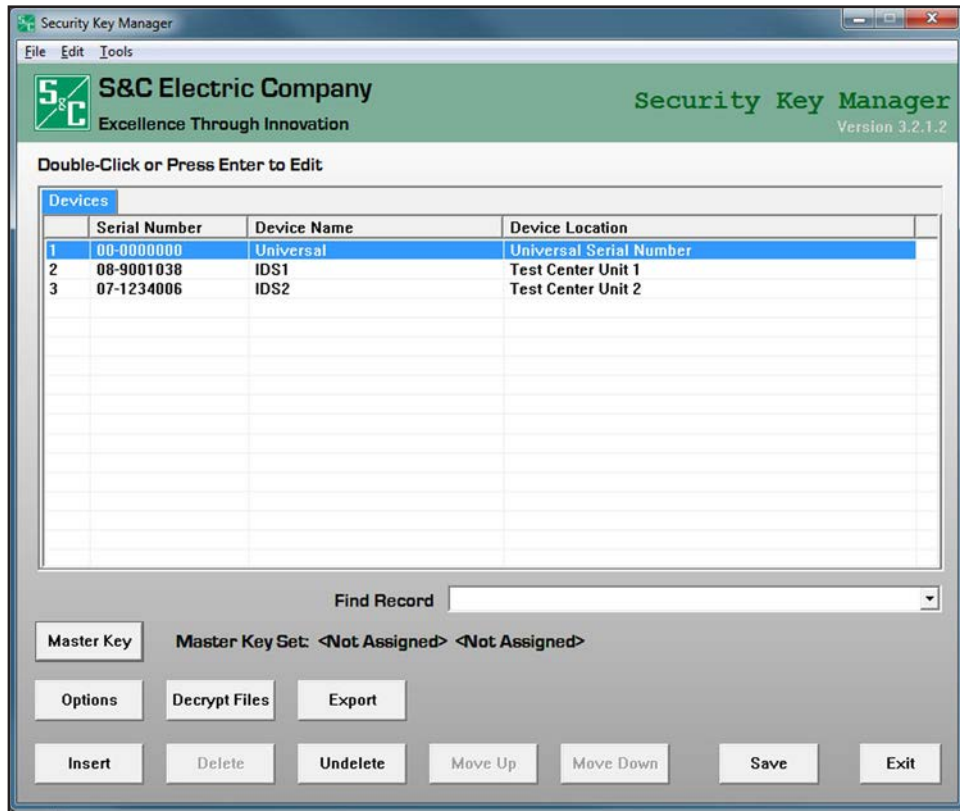 Security Key Manager
File Edit Tools
S&C
S&C Electric Company
Excellence Through Innovation
Security Key Manager
Version 3.2.1.2
Double-Click or Press Enter to Edit
Devices
Serial Number Device Name Device Location
1 00-0000000 Universal Universal Serial Number
2 08-9001038 IDS1 Test Center Unit 1
3 07-1234006 IDS2 Test Center Unit 2
Find Record
Master Key Master Key Set: <Not Assigned> <Not Assigned>
Options Decrypt Files Export
Insert Delete Undelete Move Up Move Down Save Exit